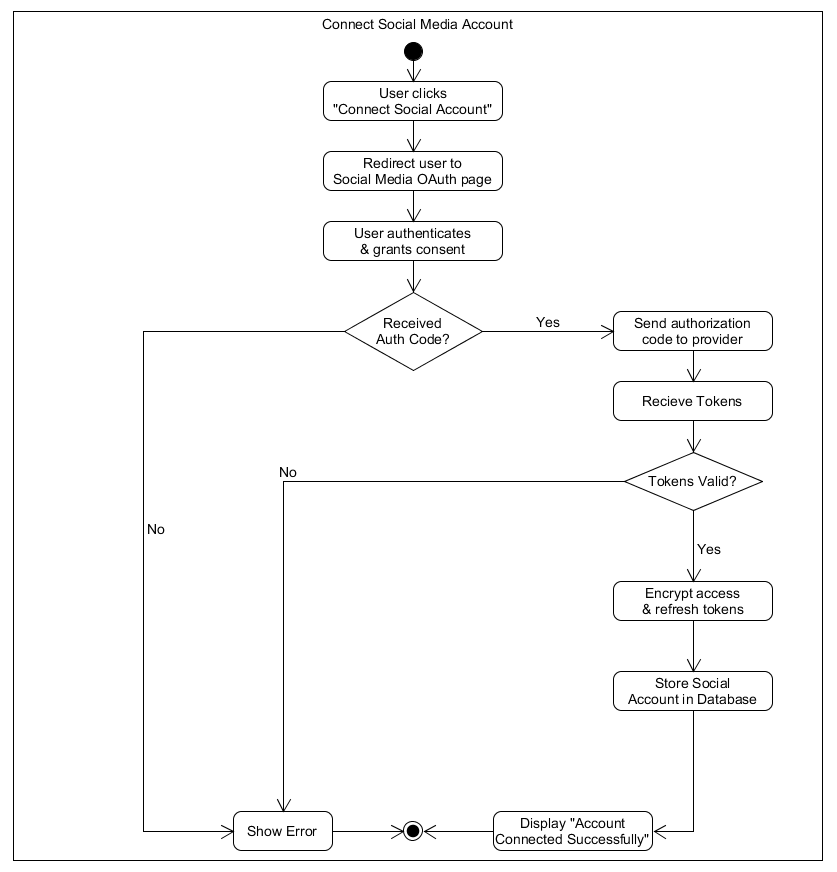 Connect Social Media Account
User clicks
"Connect Social Account"
Redirect user to
Social Media OAuth page
User authenticates
& grants consent
Received
Auth Code?
Yes
Send authorization
code to provider
Recieve Tokens
No
Tokens Valid?
No
Yes
Encrypt access
& refresh tokens
Store Social
Account in Database
Show Error
Display "Account
Connected Successfully"